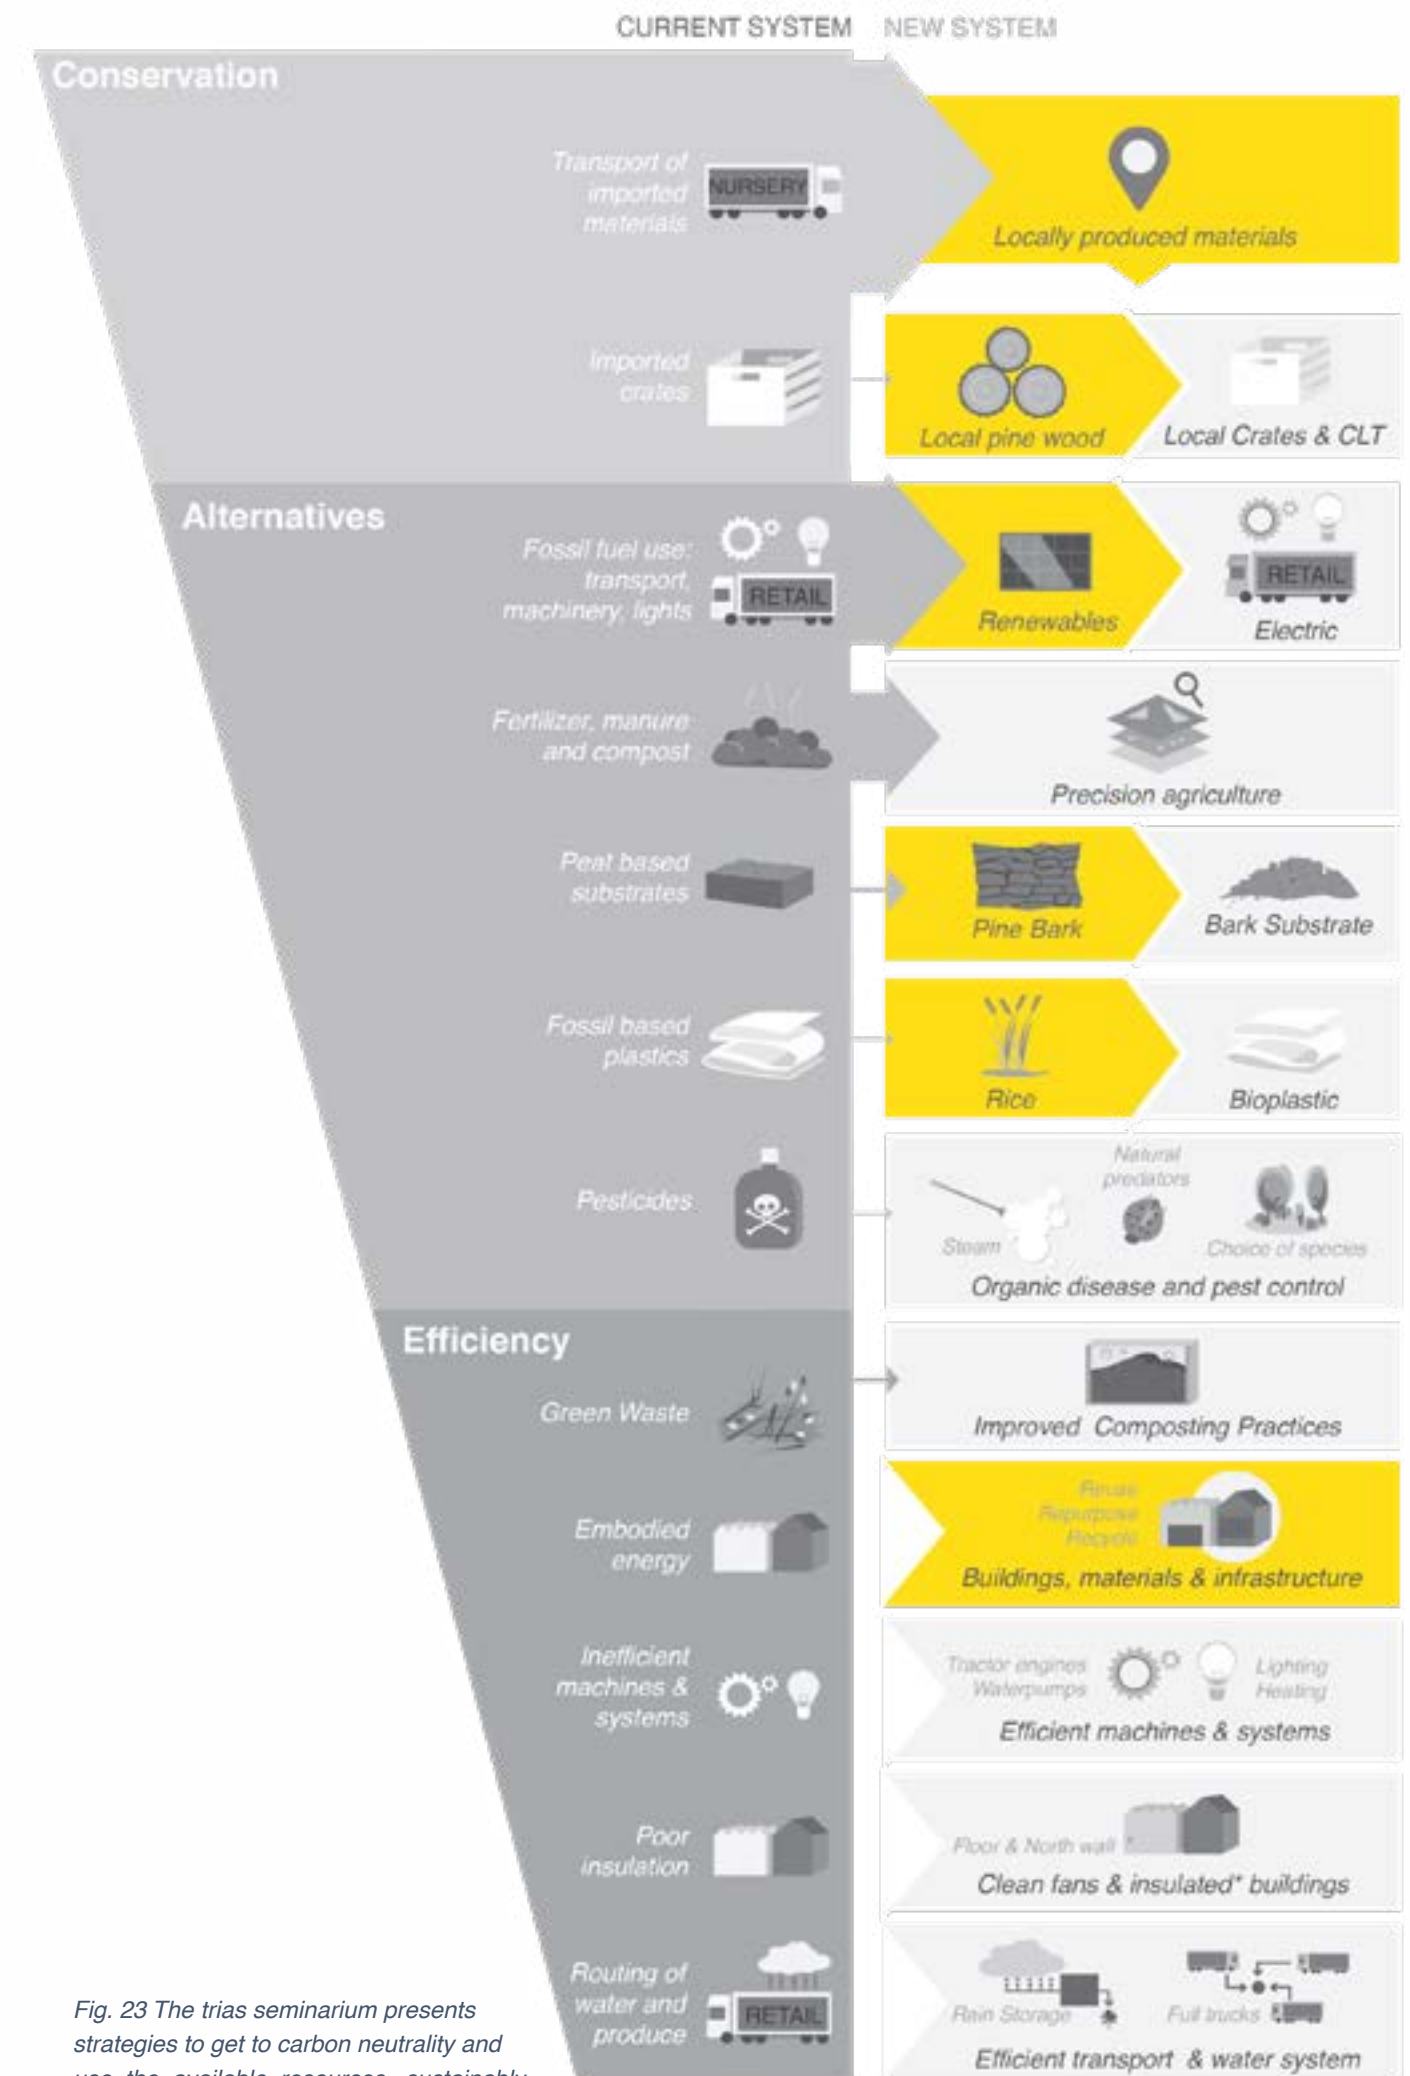 CURRENT SYSTEM
NEW SYSTEM
Conservation
Transport of
imported
materials
NURSERY
Locally produced materials
Imported
crates
Local pine wood
Local Crates & CLT
Alternatives
Fossil fuel use:
transport,
machinery, lights
RETAIL
Renewables
RETAIL
Electric
Fertilizer, manure
and compost
Precision agriculture
Peat based
substrates
Pine Bark
Bark Substrate
Fossil based
plastics
Rice
Bioplastic
Pesticides
Steam
Natural
predators
Choice of species
Organic disease and pest control
Efficiency
Green Waste
Improved Composting Practices
Embodied
energy
Reuse
Repurpose
Recycle
Buildings, materials & infrastructure
Inefficient
machines &
systems
Tractor engines
Waterpumps
Lighting
Heating
Efficient machines & systems
Poor
insulation
Floor & North wall
*
Clean fans & insulated* buildings
Routing of
water and
produce
RETAIL
Rain Storage
Full trucks
Efficient transport & water system
Fig. 23 The trias seminarium presents
strategies to get to carbon neutrality and
use the available resources sustainably